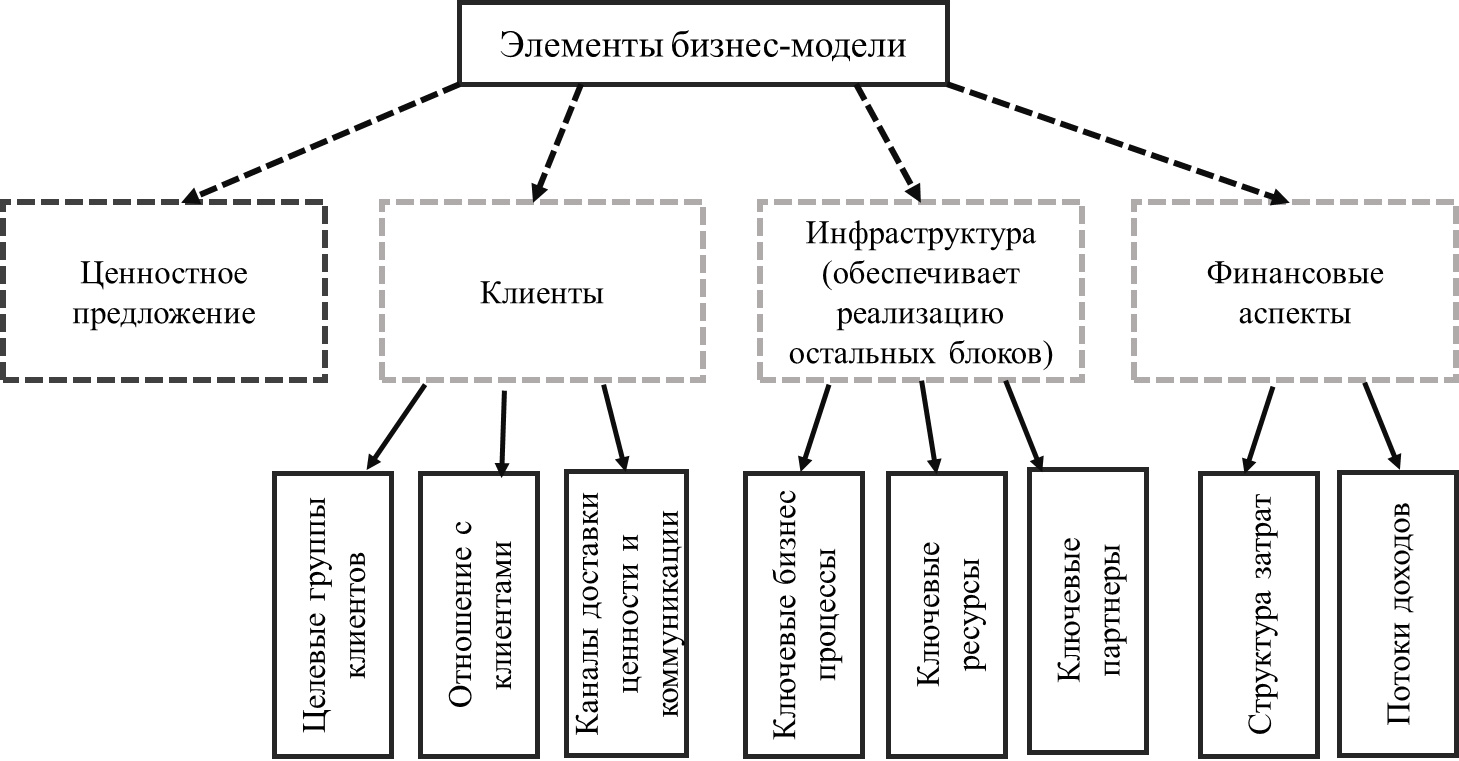 Элементы бизнес-модели
Ценностное
предложение
Клиенты
Инфраструктура
(обеспечивает
реализацию
остальных блоков)
Финансовые
аспекты
Целевые группы
клиентов
Отношение с
клиентами
Каналы доставки
ценности и
коммуникации
Ключевые бизнес
процессы
Ключевые
ресурсы
Ключевые
партнеры
Структура затрат
Потоки доходов